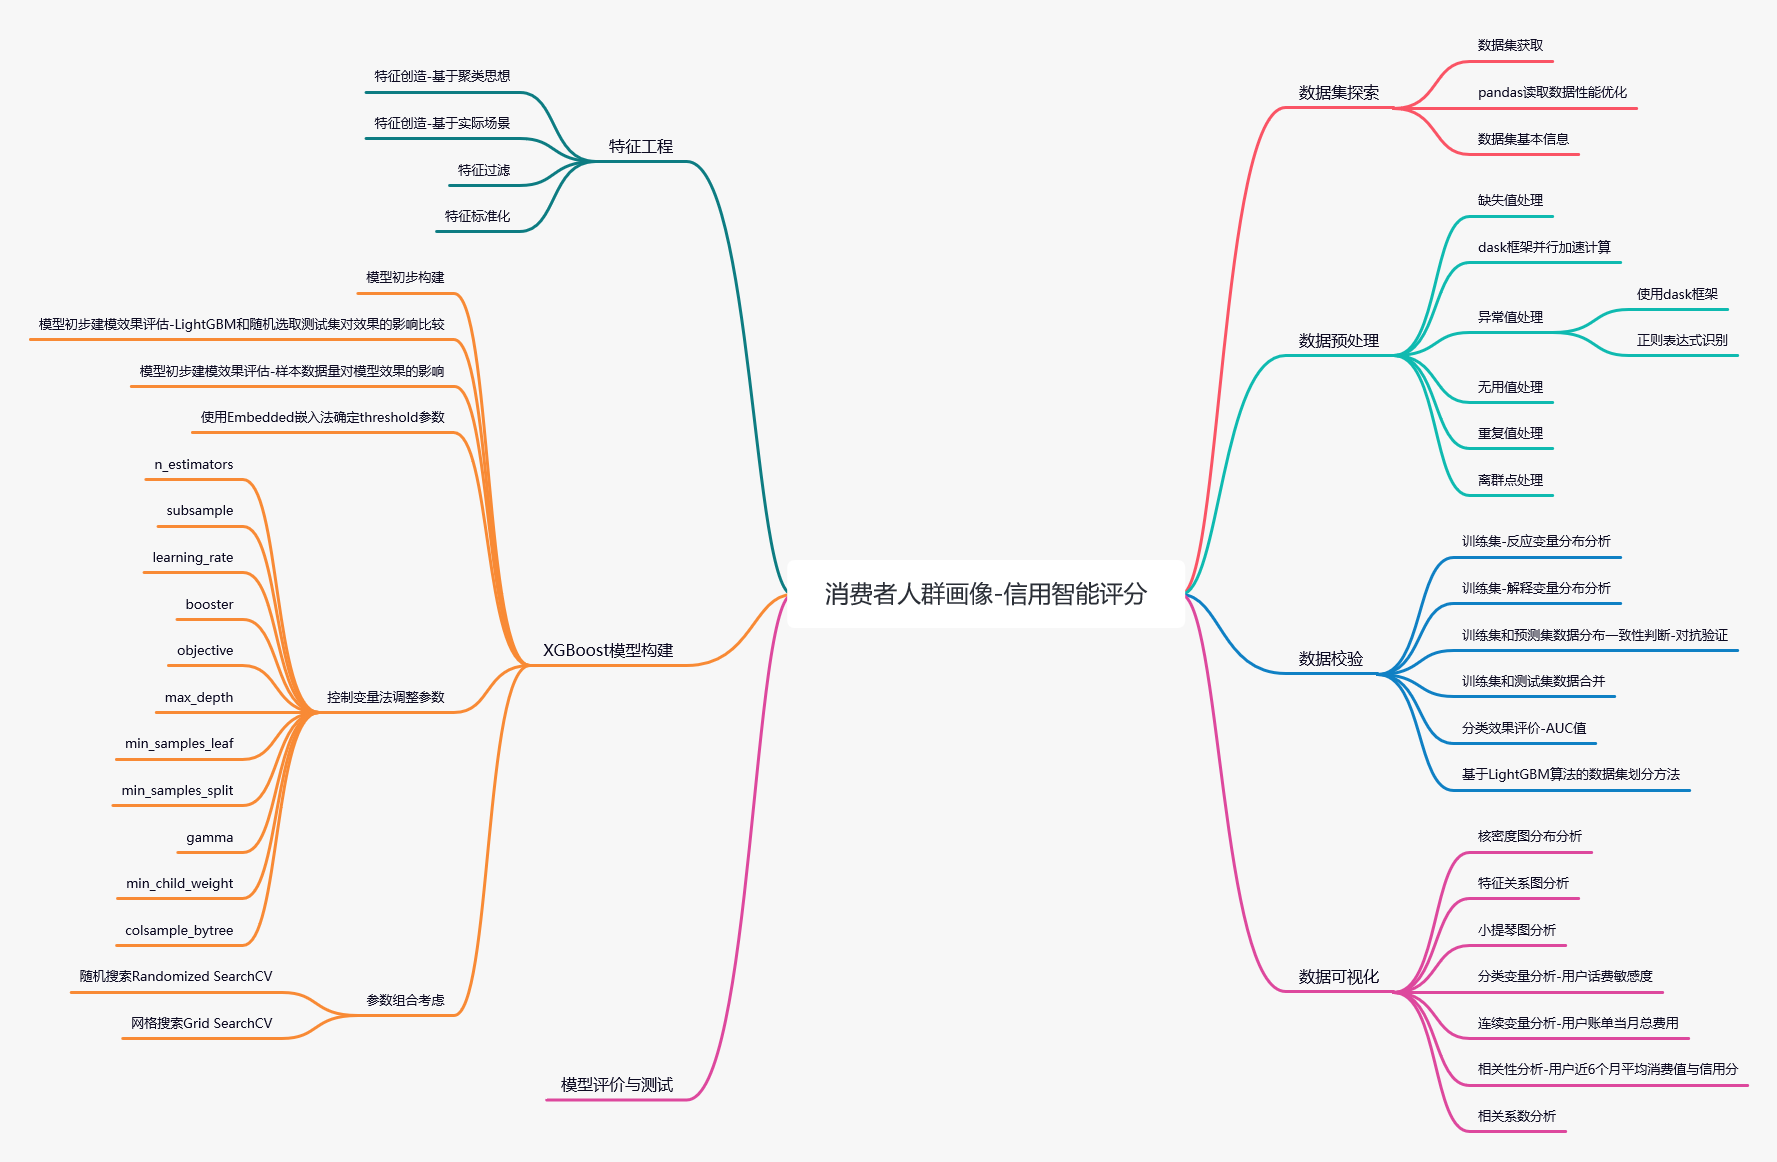 消费者人群画像-信用智能评分
数据集探索
数据集获取
pandas读取数据性能优化
数据集基本信息
数据预处理
缺失值处理
dask框架并行加速计算
异常值处理
使用dask框架
正则表达式识别
无用值处理
重复值处理
离群点处理
数据校验
训练集-反应变量分布分析
训练集-解释变量分布分析
训练集和预测集数据分布一致性判断-对抗验证
训练集和测试集数据合并
分类效果评价-AUC值
基于LightGBM算法的数据集划分方法
数据可视化
核密度图分布分析
特征关系图分析
小提琴图分析
分类变量分析-用户话费敏感度
连续变量分析-用户账单当月总费用
相关性分析-用户近6个月平均消费值与信用分
相关系数分析
特征工程
特征创造-基于聚类思想
特征创造-基于实际场景
特征过滤
特征标准化
XGBoost模型构建
模型初步构建
模型初步建模效果评估-LightGBM和随机选取测试集对效果的影响比较
模型初步建模效果评估-样本数据量对模型效果的影响
使用Embedded嵌入法确定threshold参数
控制变量法调整参数
n_estimators
subsample
learning_rate
booster
objective
max_depth
min_samples_leaf
min_samples_split
gamma
min_child_weight
colsample_bytree
参数组合考虑
随机搜索Randomized SearchCV
网格搜索Grid SearchCV
模型评价与测试